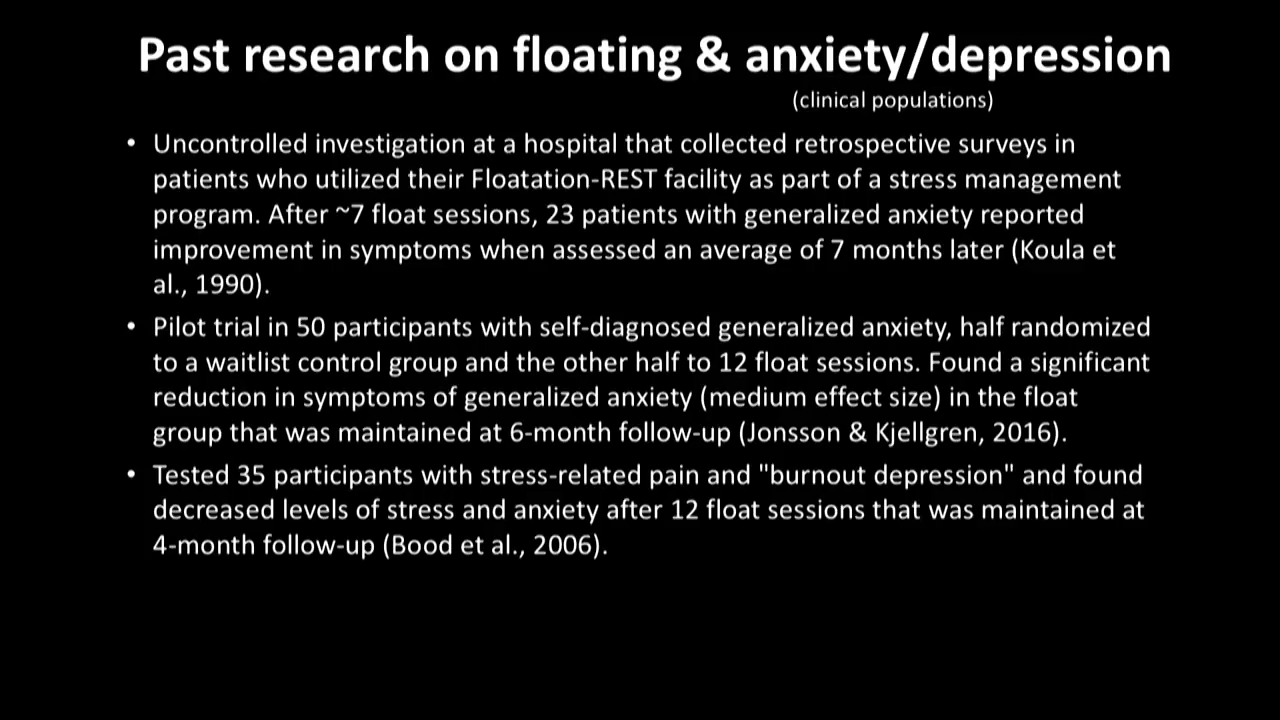 Past research on floating & anxiety/depression
(clinical populations)
• Uncontrolled investigation at a hospital that collected retrospective surveys in
patients who utilized their Floatation-REST facility as part of a stress management
program. After ~7 float sessions, 23 patients with generalized anxiety reported
improvement in symptoms when assessed an average of 7 months later (Koula et
al., 1990).
• Pilot trial in 50 participants with self-diagnosed generalized anxiety, half randomized
to a waitlist control group and the other half to 12 float sessions. Found a significant
reduction in symptoms of generalized anxiety (medium effect size) in the float
group that was maintained at 6-month follow-up (Jonsson & Kjellgren, 2016).
• Tested 35 participants with stress-related pain and "burnout depression" and found
decreased levels of stress and anxiety after 12 float sessions that was maintained at
4-month follow-up (Bood et al., 2006).